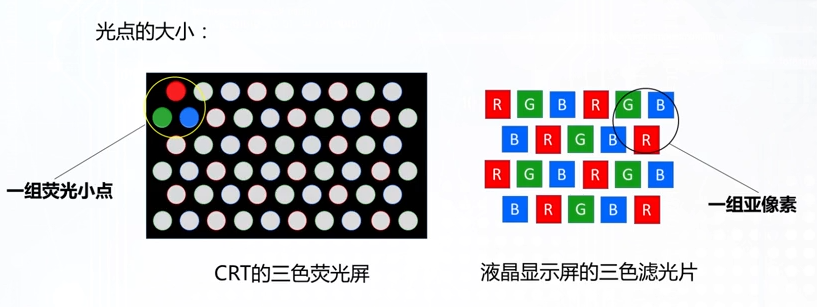 光点的大小：
R G B R G B
B R G B R
R G B R G B
B R G B R
一组荧光小点
一组亚像素
CRT的三色荧光屏
液晶显示屏的三色滤光片